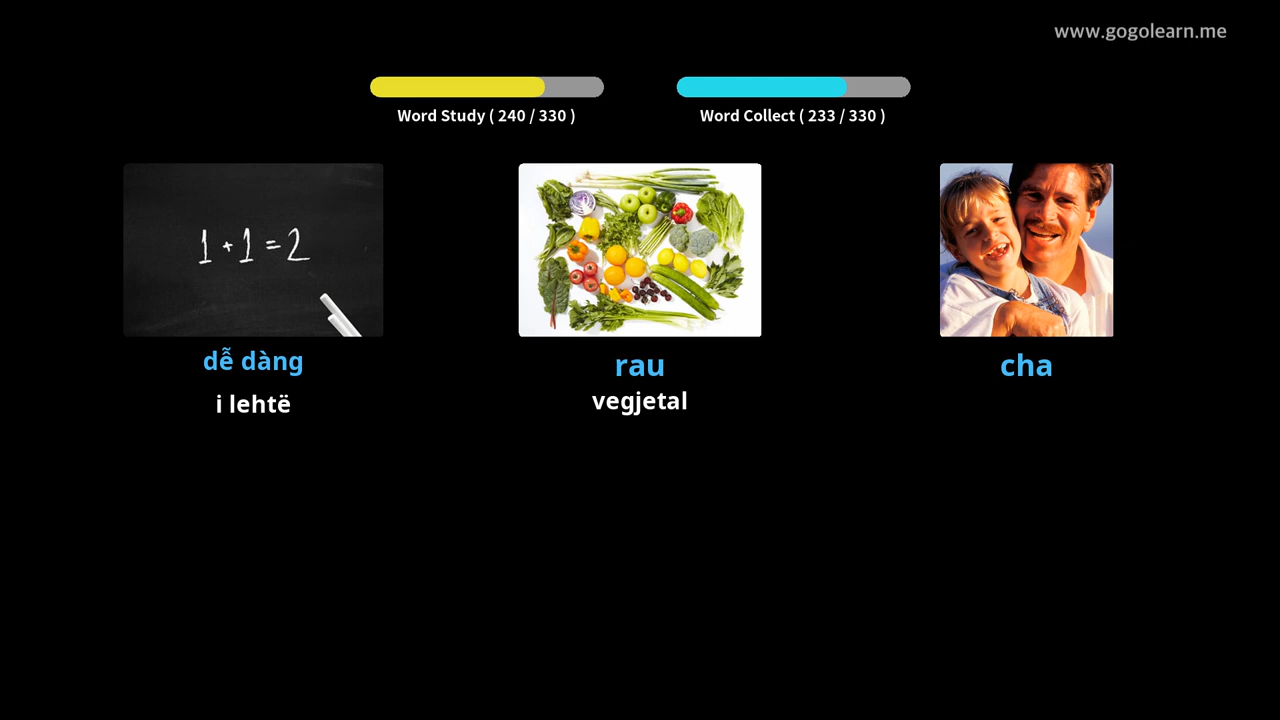 www.gogolearn.me
Word Study ( 240 / 330 )
Word Collect ( 233 / 330 )
1 + 1 = 2
dễ dàng
i lehtë
rau
vegjetal
cha